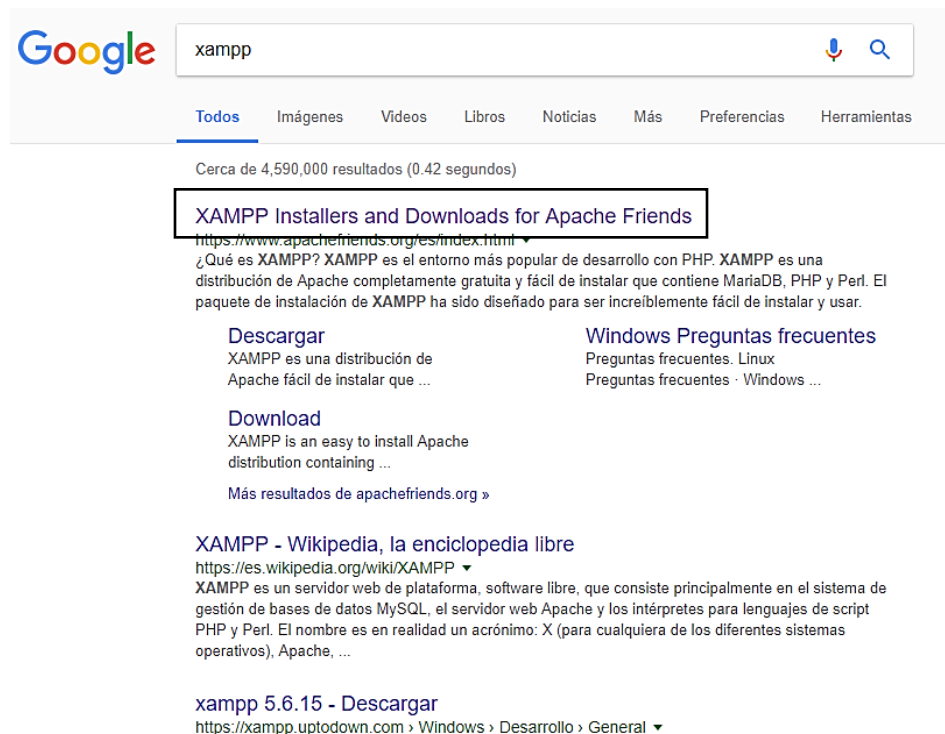 Google
xampp
Todos Imágenes Videos Libros Noticias Más Preferencias Herramientas
Cerca de 4,590,000 resultados (0.42 segundos)
XAMPP Installers and Downloads for Apache Friends
https://www.apachefriends.org/es/index.html
¿Qué es XAMPP? XAMPP es el entorno más popular de desarrollo con PHP. XAMPP es una
distribución de Apache completamente gratuita y fácil de instalar que contiene MariaDB, PHP y Perl. El
paquete de instalación de XAMPP ha sido diseñado para ser increíblemente fácil de instalar y usar.
Descargar
XAMPP es una distribución de
Apache fácil de instalar que ...
Windows Preguntas frecuentes
Preguntas frecuentes. Linux
Preguntas frecuentes · Windows ...
Download
XAMPP is an easy to install Apache
distribution containing ...
Más resultados de apachefriends.org »
XAMPP - Wikipedia, la enciclopedia libre
https://es.wikipedia.org/wiki/XAMPP
XAMPP es un servidor web de plataforma, software libre, que consiste principalmente en el sistema de
gestión de bases de datos MySQL, el servidor web Apache y los intérpretes para lenguajes de script
PHP y Perl. El nombre es en realidad un acrónimo: X (para cualquiera de los diferentes sistemas
operativos), Apache, ...
xampp 5.6.15 - Descargar
https://xampp.uptodown.com › Windows › Desarrollo › General